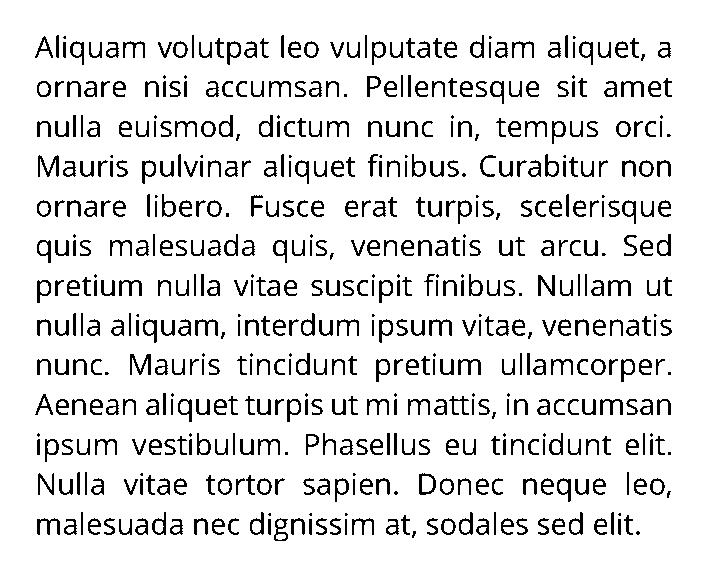 Aliquam volutpat leo vulputate diam aliquet, a
ornare nisi accumsan. Pellentesque sit amet
nulla euismod, dictum nunc in, tempus orci.
Mauris pulvinar aliquet finibus. Curabitur non
ornare libero. Fusce erat turpis, scelerisque
quis malesuada quis, venenatis ut arcu. Sed
pretium nulla vitae suscipit finibus. Nullam ut
nulla aliquam, interdum ipsum vitae, venenatis
nunc. Mauris tincidunt pretium ullamcorper.
Aenean aliquet turpis ut mi mattis, in accumsan
ipsum vestibulum. Phasellus eu tincidunt elit.
Nulla vitae tortor sapien. Donec neque leo,
malesuada nec dignissim at, sodales sed elit.